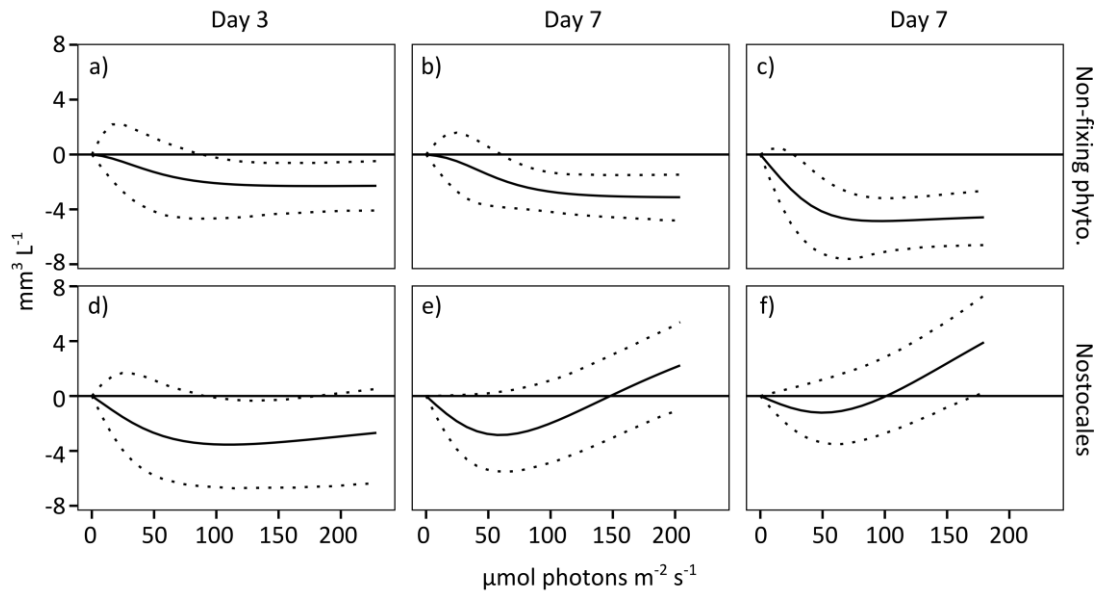 Day 3 Day 7 Day 7
a) b) c)
8
4
0
-4
-8
Non-fixing phyto.
mm³ L⁻¹
d) e) f)
8
4
0
-4
-8
Nostocales
0 50 100 150 200 0 50 100 150 200 0 50 100 150 200
µmol photons m⁻² s⁻¹